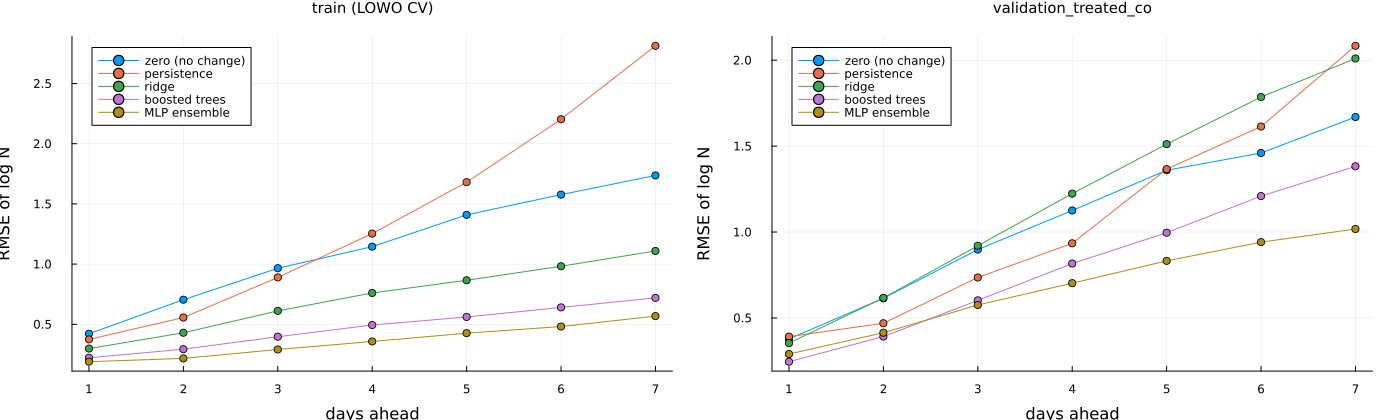 train (LOWO CV)
RMSE of log N
zero (no change)
persistence
ridge
boosted trees
MLP ensemble
2.5
2.0
1.5
1.0
0.5
1 2 3 4 5 6 7
days ahead
validation_treated_co
RMSE of log N
zero (no change)
persistence
ridge
boosted trees
MLP ensemble
2.0
1.5
1.0
0.5
1 2 3 4 5 6 7
days ahead